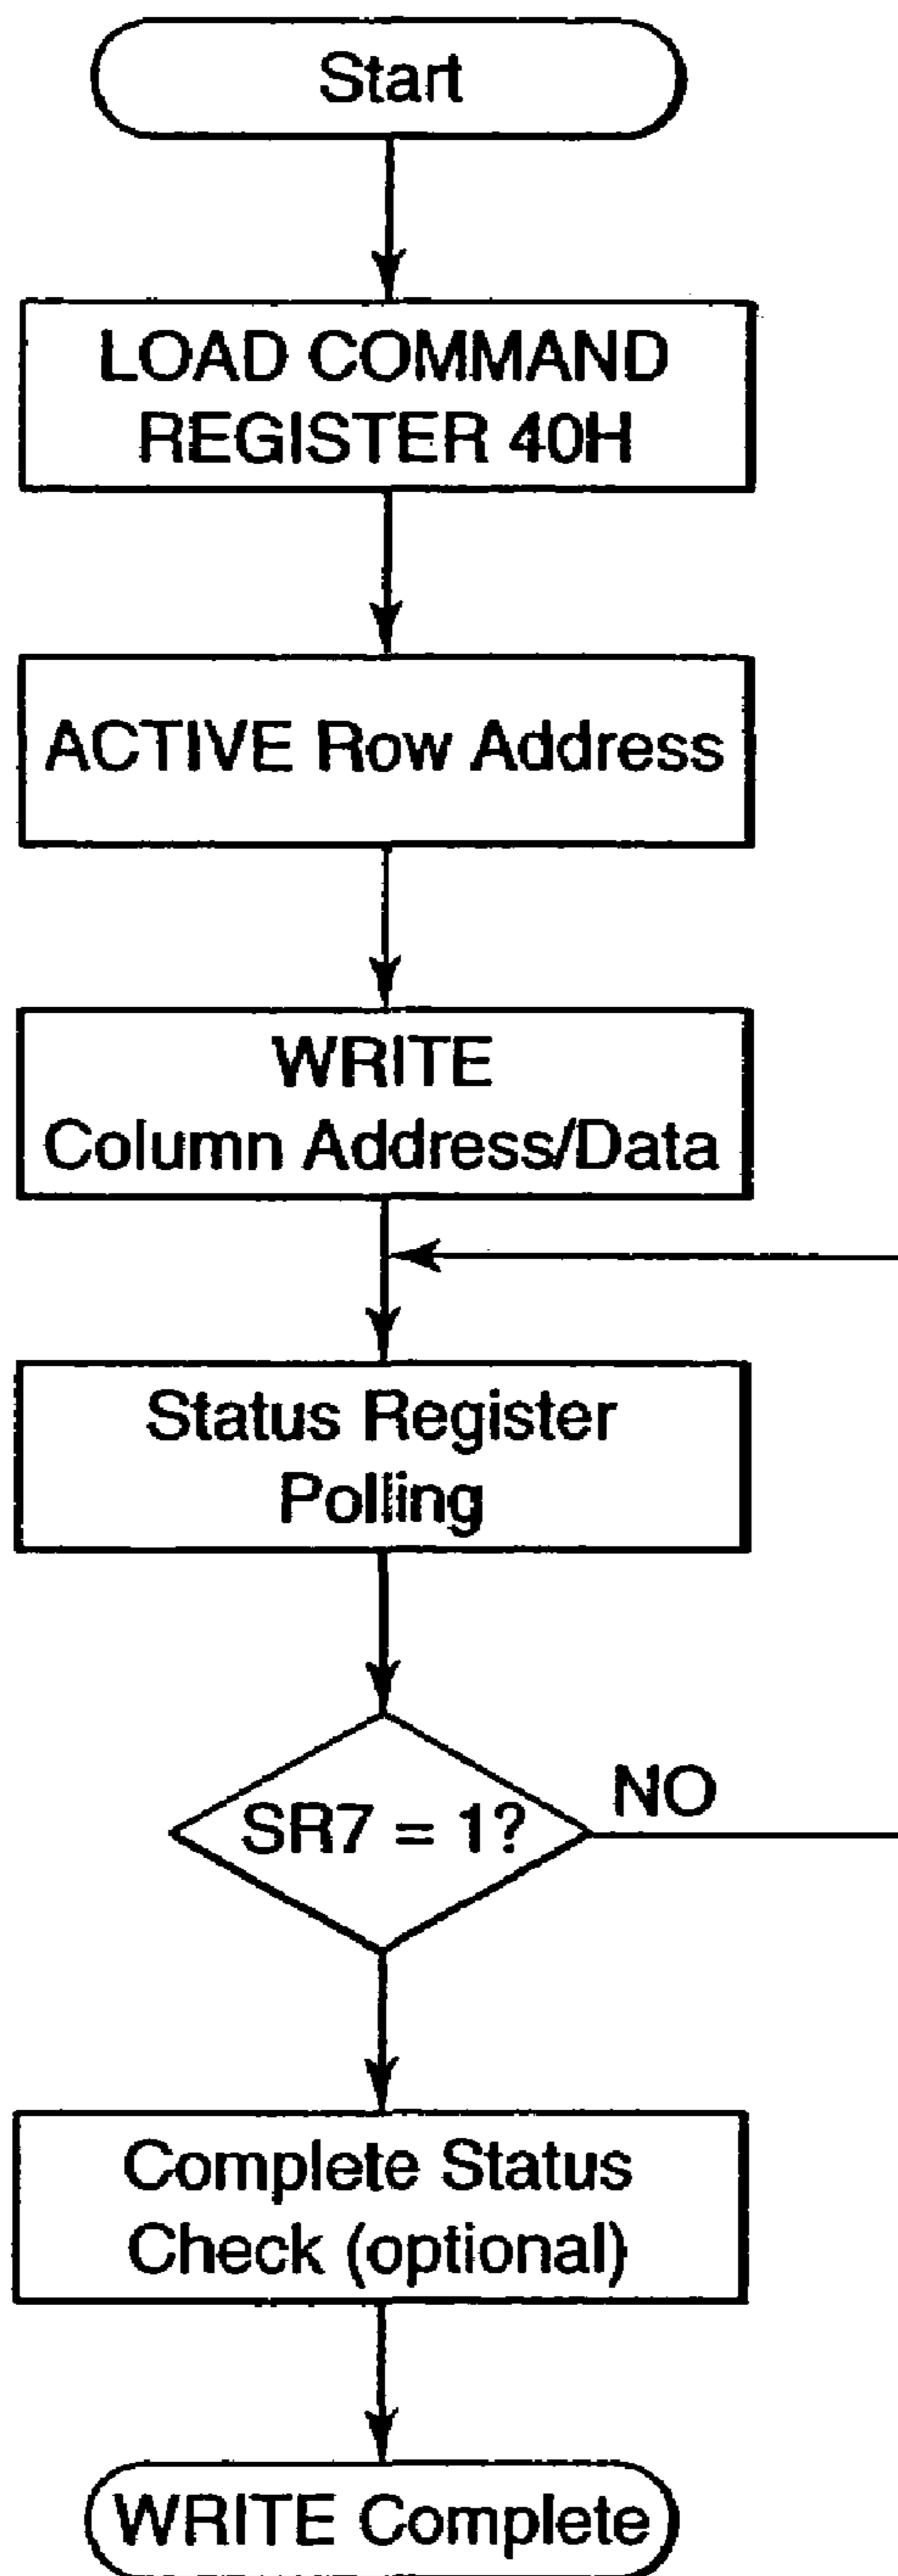 Start
LOAD COMMAND
REGISTER 40H
ACTIVE Row Address
WRITE
Column Address/Data
Status Register
Polling
SR7 = 1?
NO
Complete Status
Check (optional)
WRITE Complete